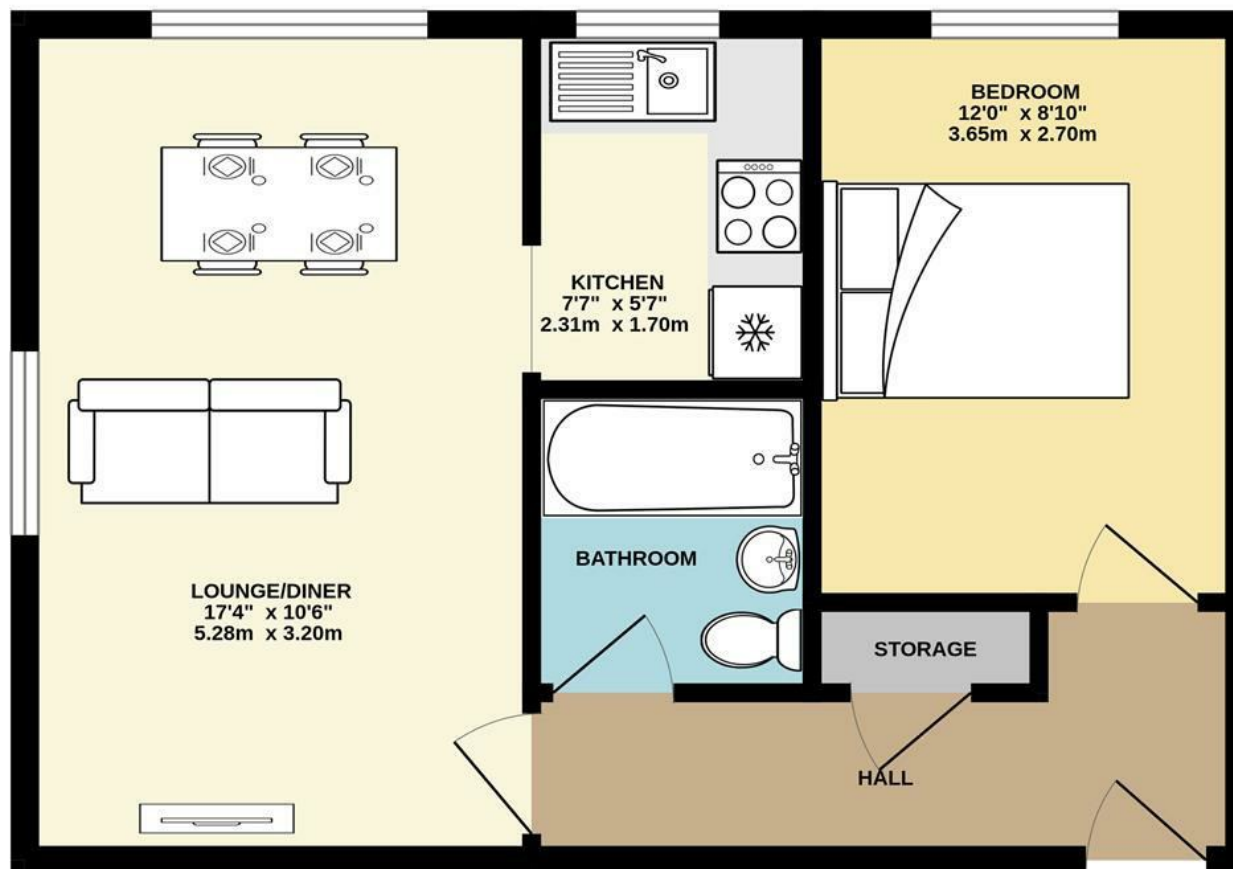 BEDROOM
12'0" x 8'10"
3.65m x 2.70m
KITCHEN
7'7" x 5'7"
2.31m x 1.70m
BATHROOM
LOUNGE/DINER
17'4" x 10'6"
5.28m x 3.20m
STORAGE
HALL